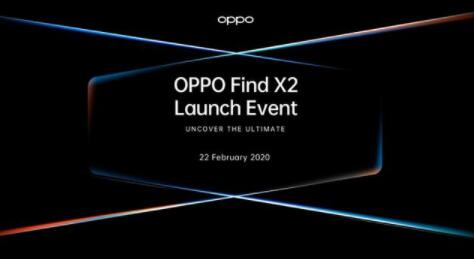 oppo
OPPO Find X2
Launch Event
UNCOVER THE ULTIMATE
22 February 2020